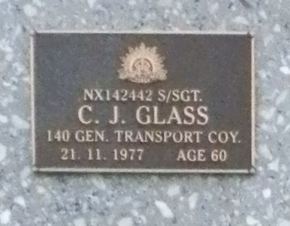 NX142442 S/SGT.
C. J. GLASS
140 GEN. TRANSPORT COY.
21. 11. 1977 AGE 60